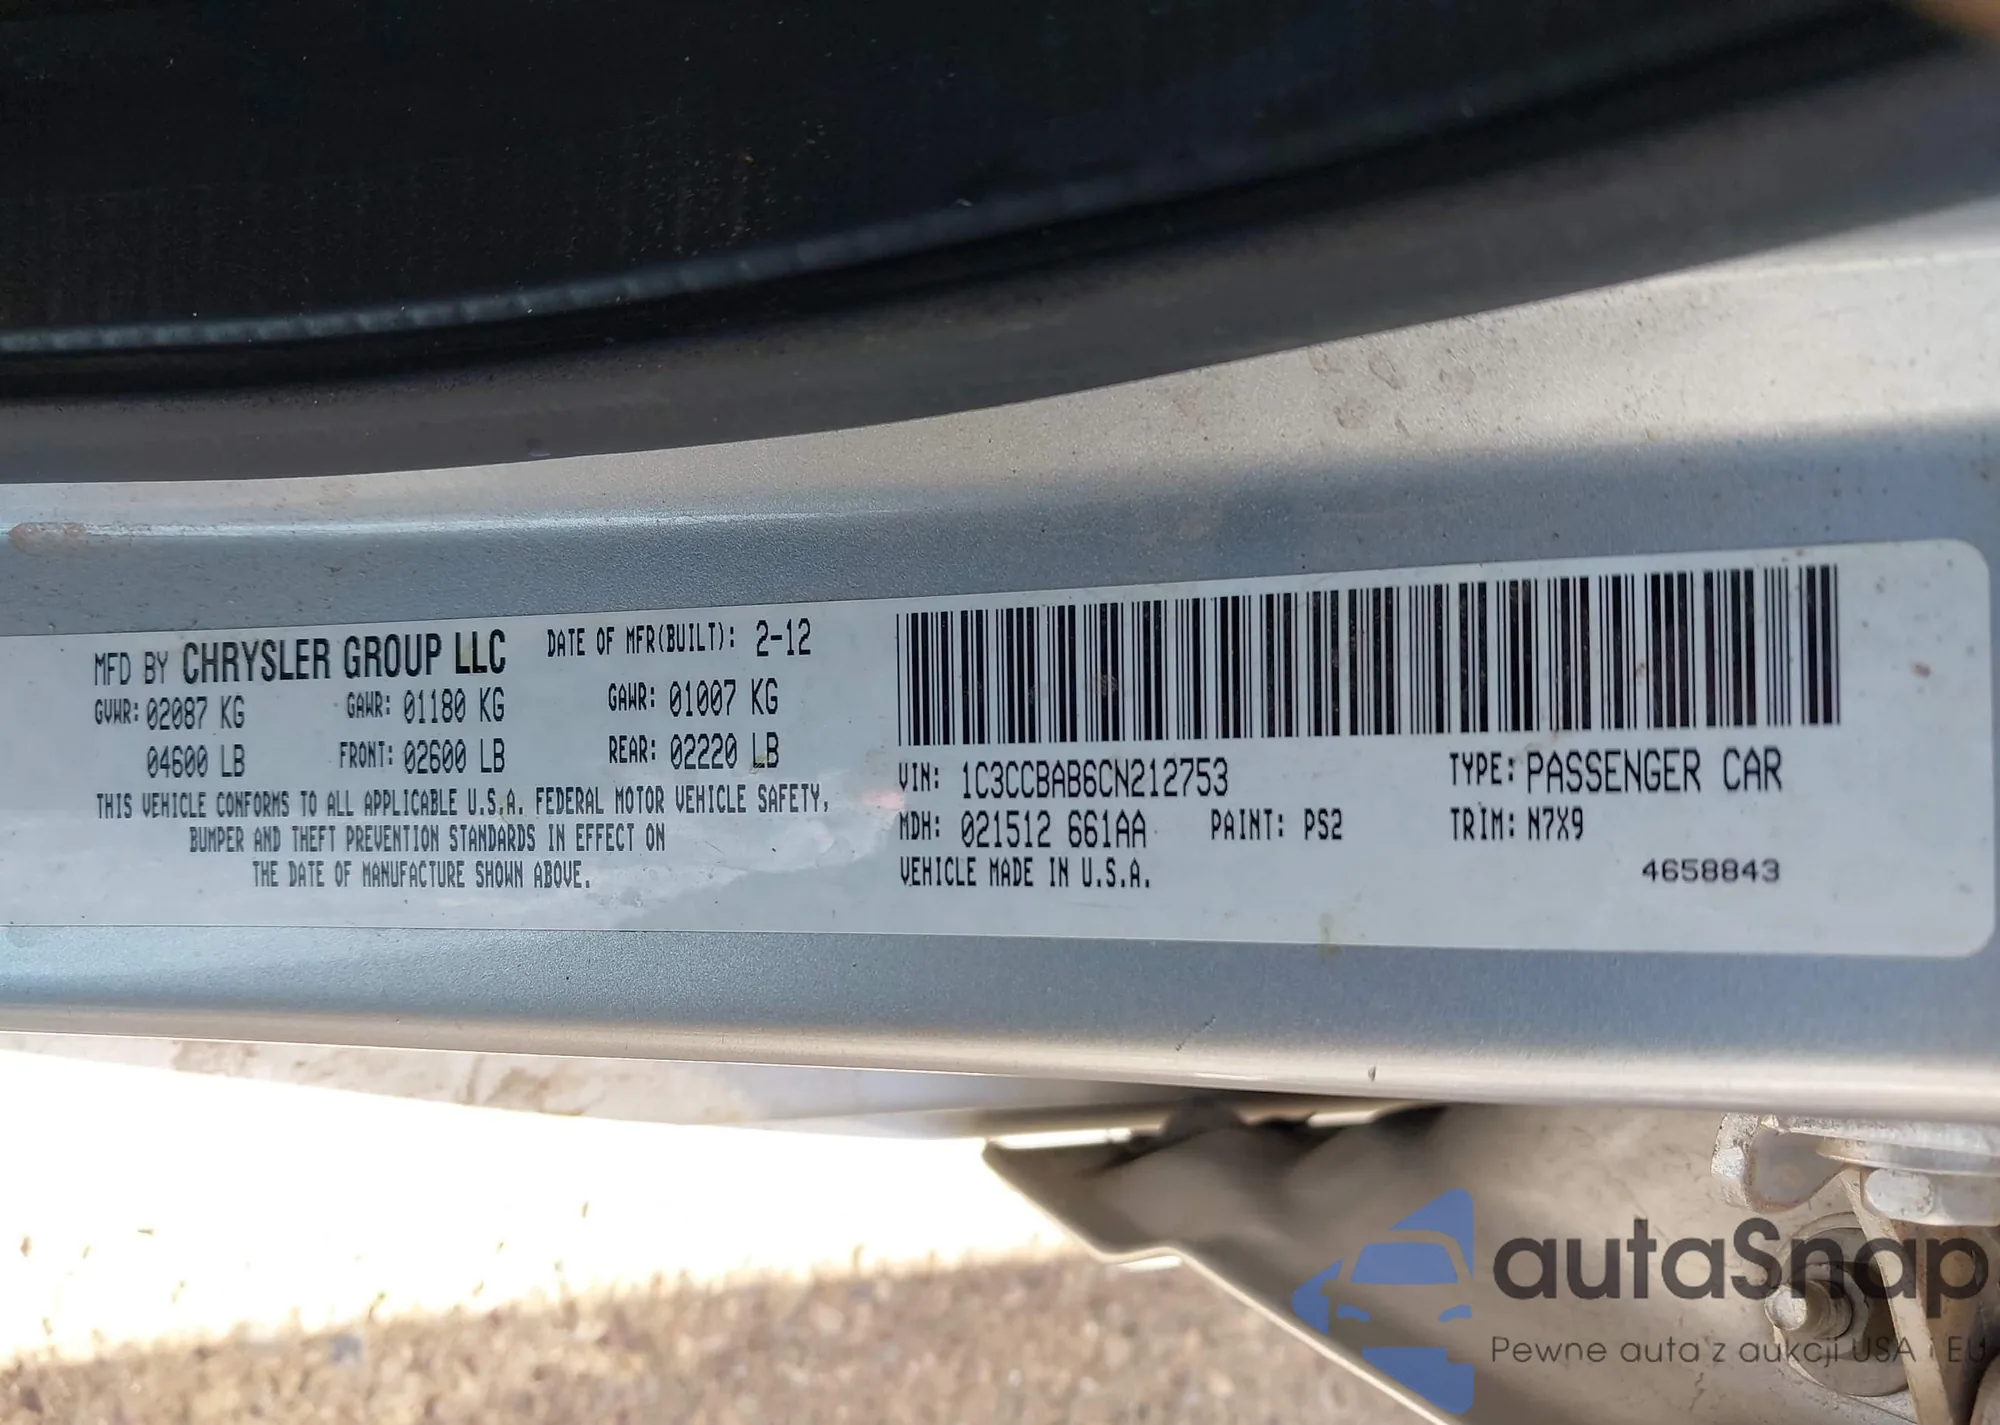 MFD BY CHRYSLER GROUP LLC DATE OF MFR(BUILT): 2-12
GVWR: 02087 KG GAWR: 01180 KG GAWR: 01007 KG
04600 LB FRONT: 02600 LB REAR: 02220 LB
THIS VEHICLE CONFORMS TO ALL APPLICABLE U.S.A. FEDERAL MOTOR VEHICLE SAFETY,
BUMPER AND THEFT PREVENTION STANDARDS IN EFFECT ON
THE DATE OF MANUFACTURE SHOWN ABOVE.
VIN: 1C3CCBAB6CN212753 TYPE: PASSENGER CAR
MDH: 021512 661AA PAINT: PS2 TRIM: N7X9
VEHICLE MADE IN U.S.A. 4658843
autaSnap
Pewne auta z aukcji USA i EU